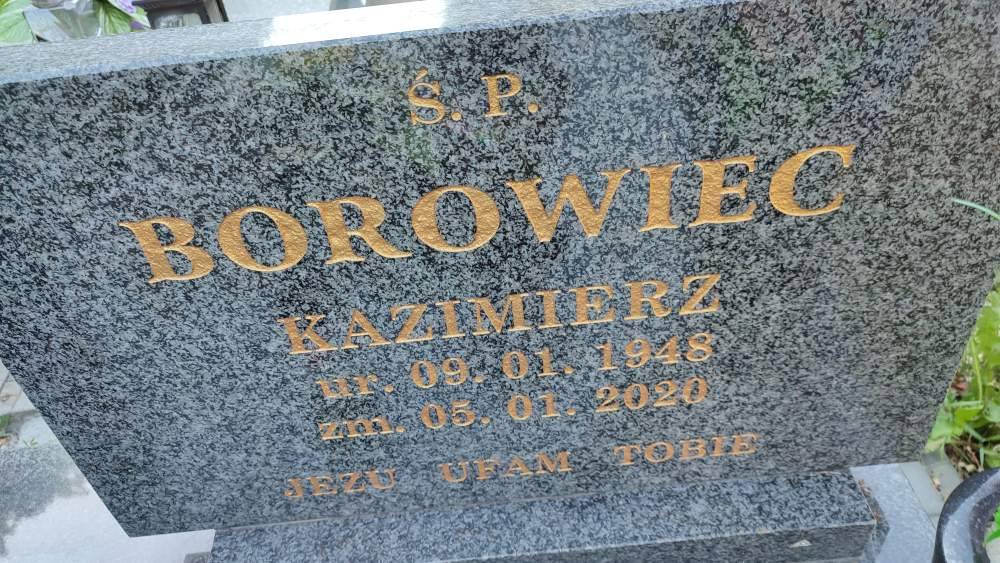 Ś. P.
BOROWIEC
KAZIMIERZ
ur. 09. 01. 1948
zm. 05. 01. 2020
JEZU UFAM TOBIE